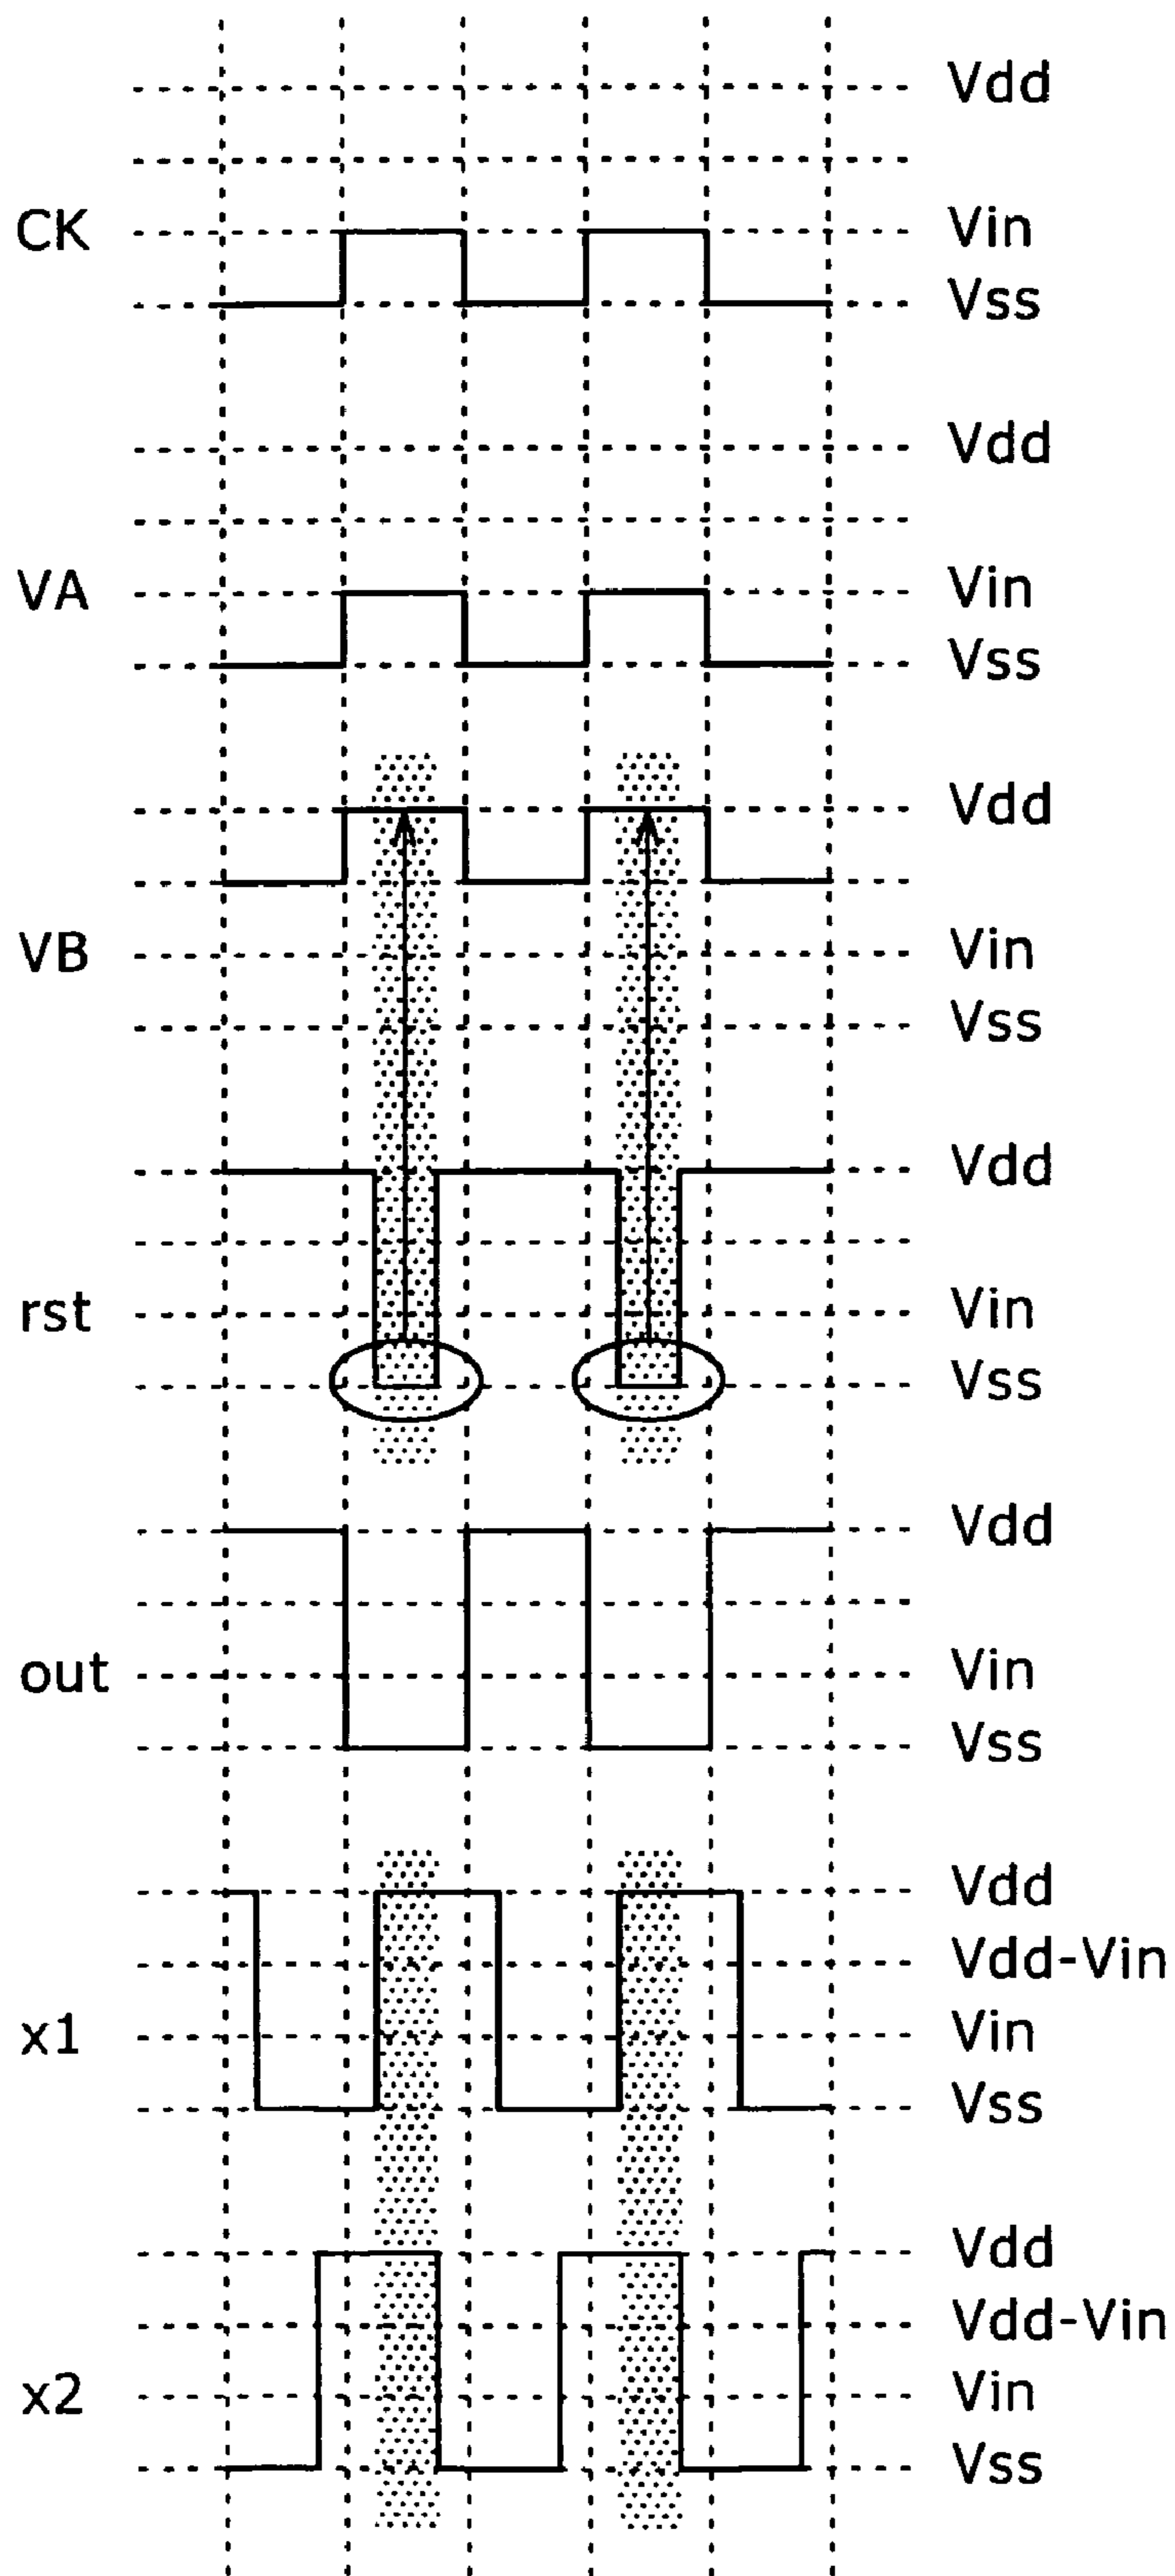 Vdd
CK Vin
Vss
Vdd
VA Vin
Vss
Vdd
VB Vin
Vss
Vdd
rst Vin
Vss
Vdd
out Vin
Vss
Vdd
Vdd-Vin
x1 Vin
Vss
Vdd
Vdd-Vin
x2 Vin
Vss